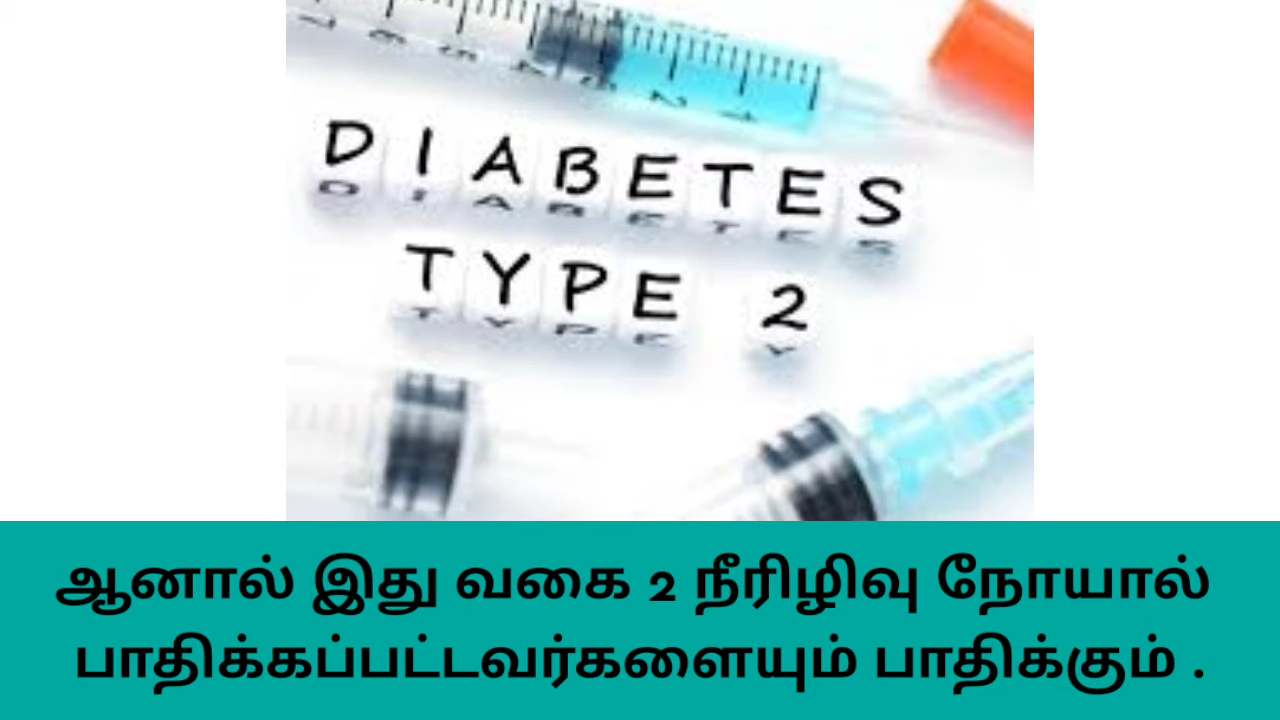 DIABETES
TYPE 2
ஆனால் இது வகை 2 நீரிழிவு நோயால்
பாதிக்கப்பட்டவர்களையும் பாதிக்கும் .